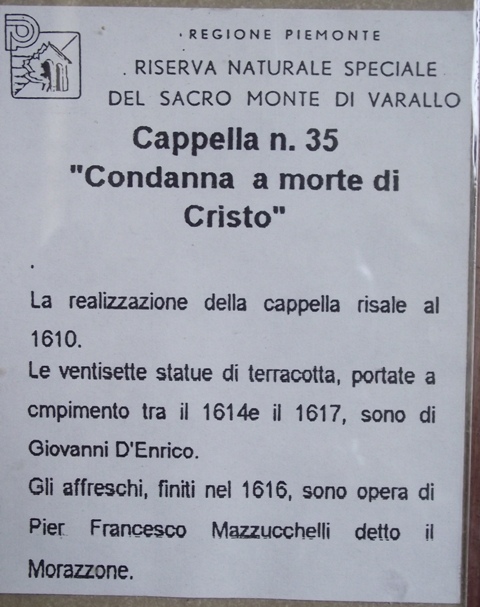 · REGIONE PIEMONTE
. RISERVA NATURALE SPECIALE
DEL SACRO MONTE DI VARALLO
Cappella n. 35
"Condanna a morte di
Cristo"
.
La realizzazione della cappella risale al
1610.
Le ventisette statue di terracotta, portate a
cmpimento tra il 1614e il 1617, sono di
Giovanni D'Enrico.
Gli affreschi, finiti nel 1616, sono opera di
Pier Francesco Mazzucchelli detto il
Morazzone.